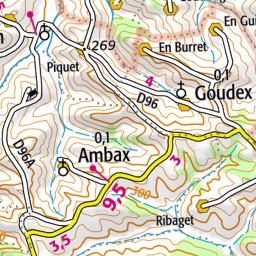 En Gui
En Burret
269
Piquet
4
0,1
Goudex
D96
D96A
0,1
Ambax
3
9,5
300
Ribaget
3,5